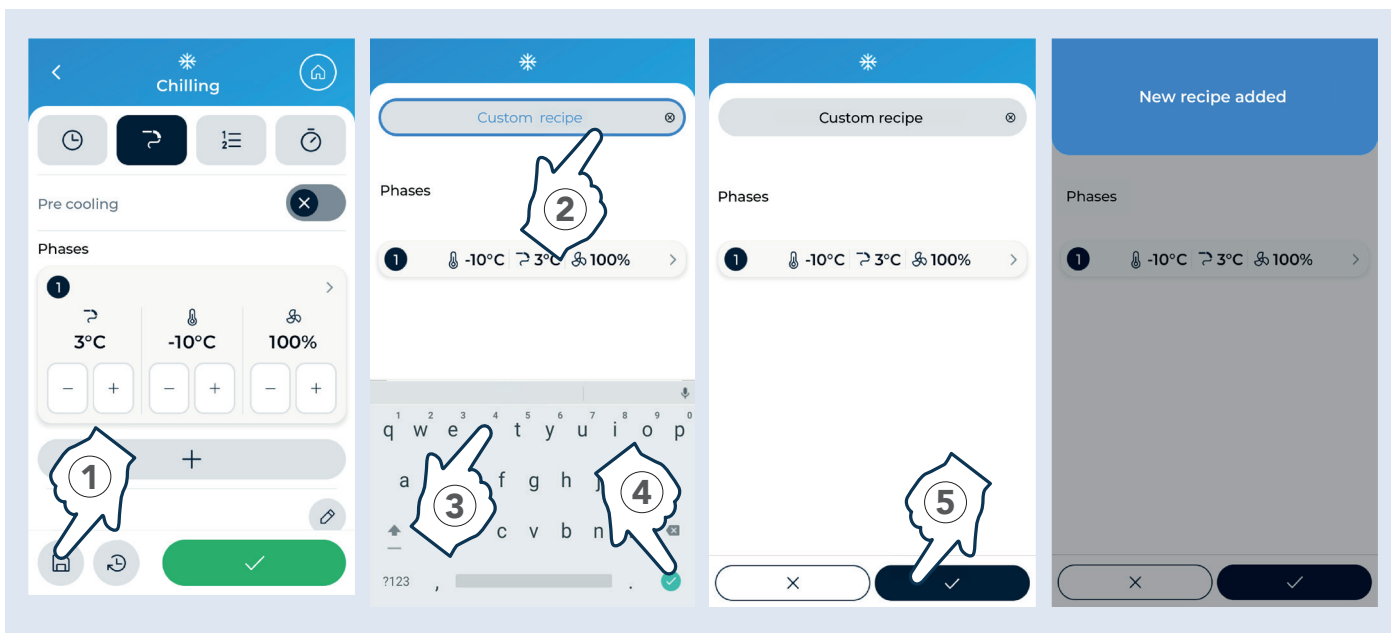 Chilling
Pre cooling
Phases
1
3°C -10°C 100%
- + - + - +
+
1
Custom recipe
2
Phases
1 -10°C 3°C 100%
1 2 3 4 5 6 7 8 9 0
q w e t y u i o p
a f g h j
c v b n
?123 , .
3
4
Custom recipe
Phases
1 -10°C 3°C 100%
5
New recipe added
Phases
1 -10°C 3°C 100%